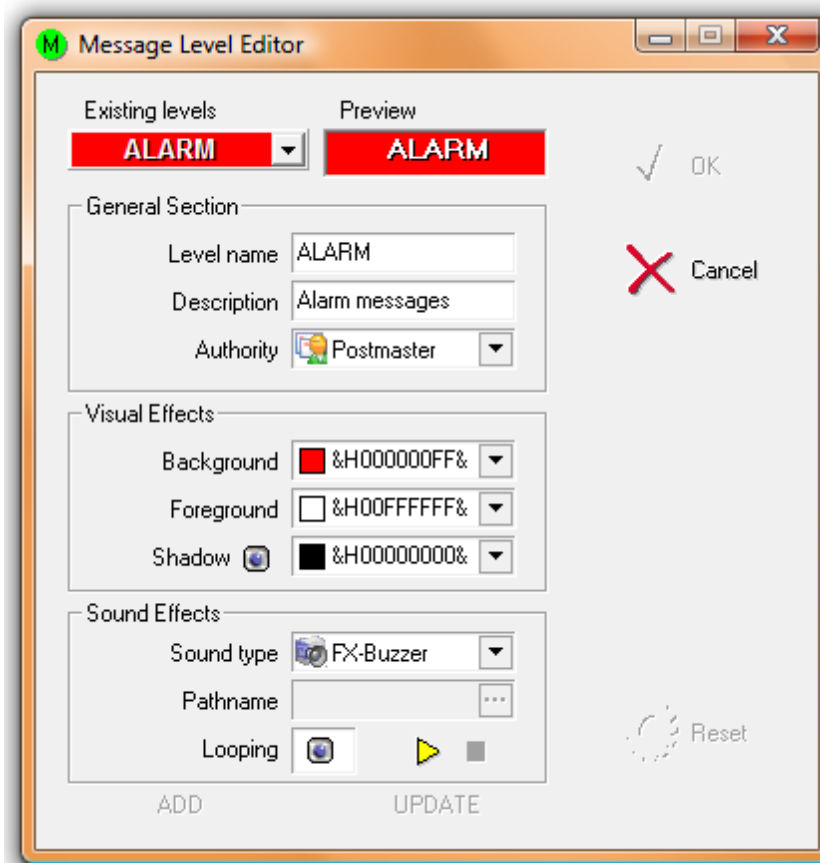 M Message Level Editor
Existing levels Preview
ALARM ALARM
OK
General Section
Level name ALARM
Cancel
Description Alarm messages
Authority Postmaster
Visual Effects
Background &H000000FF&
Foreground &H00FFFFFF&
Shadow &H00000000&
Sound Effects
Sound type FX-Buzzer
Pathname ...
Looping
Reset
ADD UPDATE